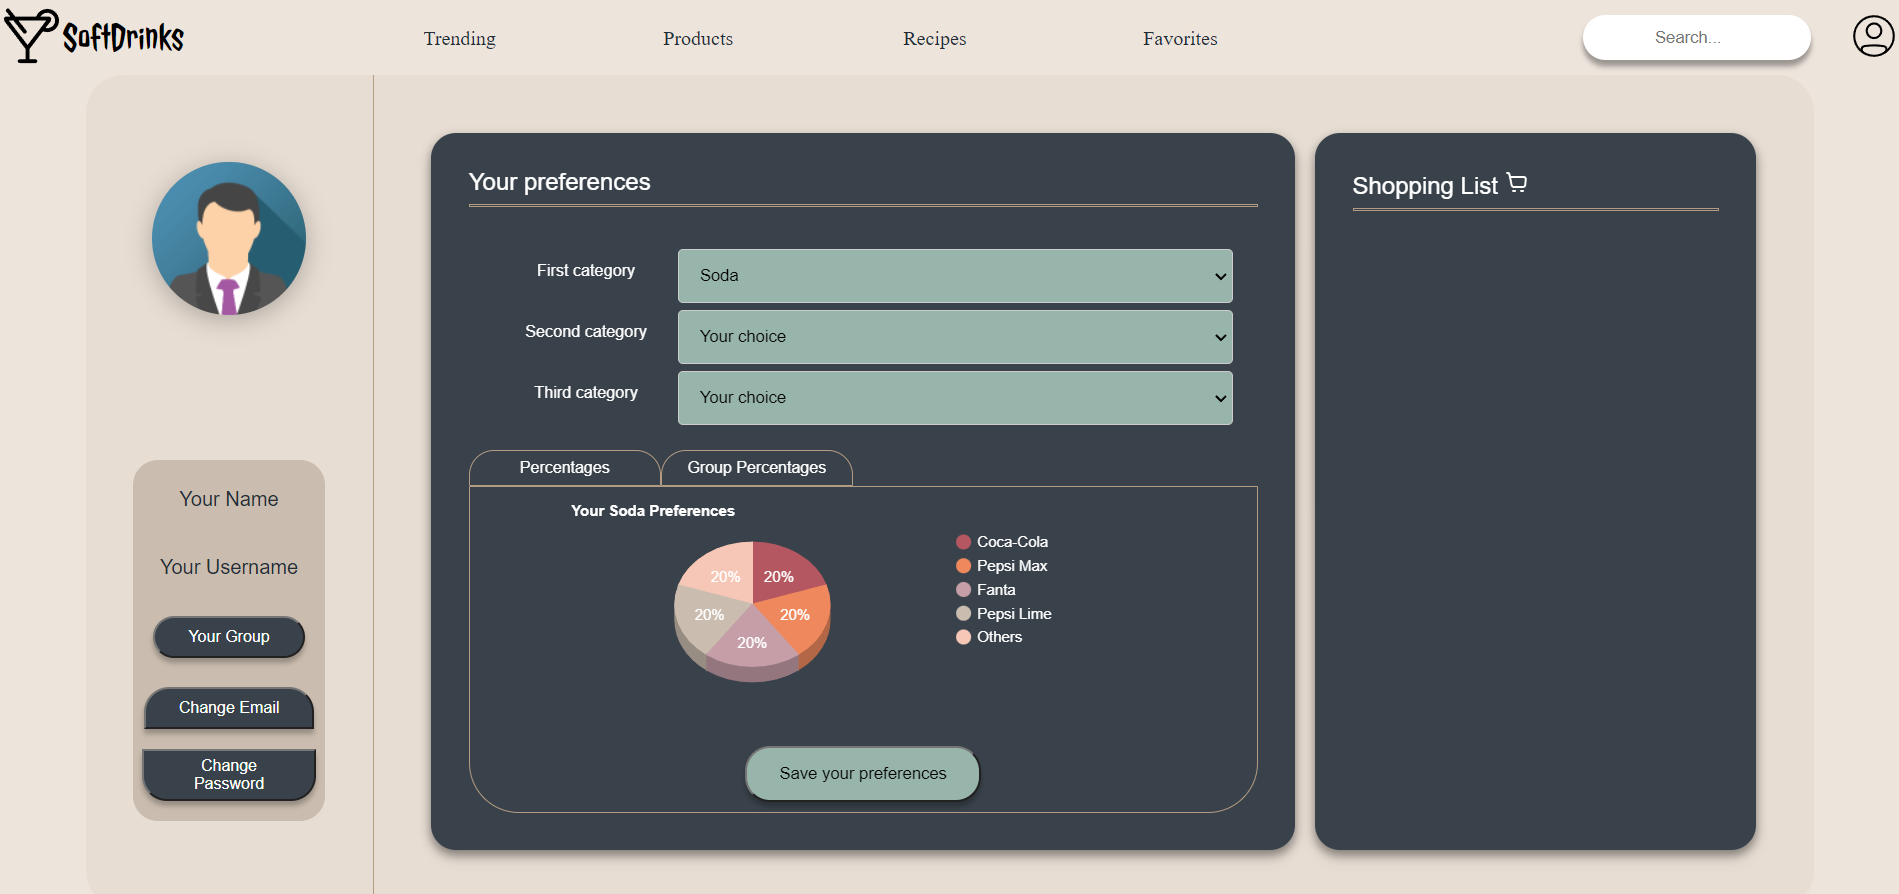 SoftDrinks
Trending
Products
Recipes
Favorites
Search...
Your Name
Your Username
Your Group
Change Email
Change
Password
Your preferences
First category
Soda
Second category
Your choice
Third category
Your choice
Percentages
Group Percentages
Your Soda Preferences
20%
20%
20%
20%
20%
Coca-Cola
Pepsi Max
Fanta
Pepsi Lime
Others
Save your preferences
Shopping List